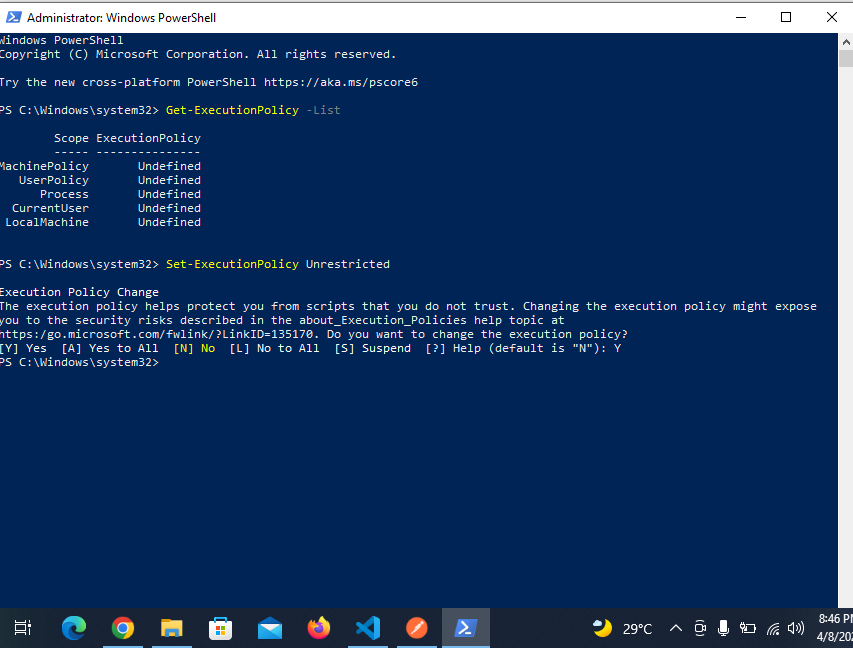 Administrator: Windows PowerShell
Windows PowerShell
Copyright (C) Microsoft Corporation. All rights reserved.
Try the new cross-platform PowerShell https://aka.ms/pscore6
PS C:\Windows\system32> Get-ExecutionPolicy -List
Scope ExecutionPolicy
----- ---------------
MachinePolicy Undefined
UserPolicy Undefined
Process Undefined
CurrentUser Undefined
LocalMachine Undefined
PS C:\Windows\system32> Set-ExecutionPolicy Unrestricted
Execution Policy Change
The execution policy helps protect you from scripts that you do not trust. Changing the execution policy might expose
you to the security risks described in the about_Execution_Policies help topic at
https:/go.microsoft.com/fwlink/?LinkID=135170. Do you want to change the execution policy?
[Y] Yes [A] Yes to All [N] No [L] No to All [S] Suspend [?] Help (default is "N"): Y
PS C:\Windows\system32>
29°C
8:46 PM
4/8/202